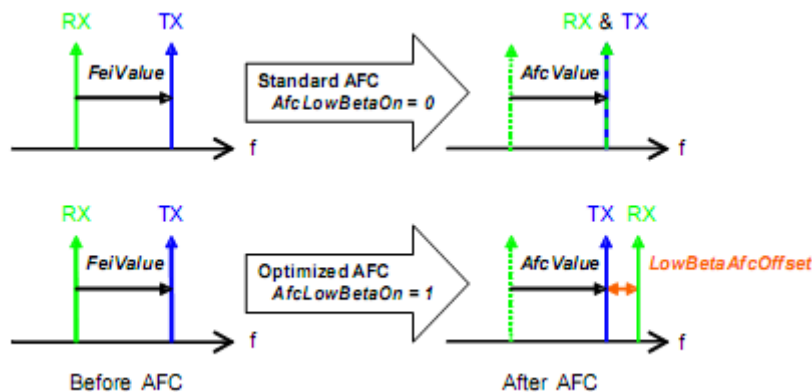 RX TX
FeiValue
f
Standard AFC
AfcLowBetaOn = 0
RX & TX
AfcValue
f
RX TX
FeiValue
f
Optimized AFC
AfcLowBetaOn = 1
TX RX
AfcValue
LowBetaAfcOffset
f
Before AFC
After AFC